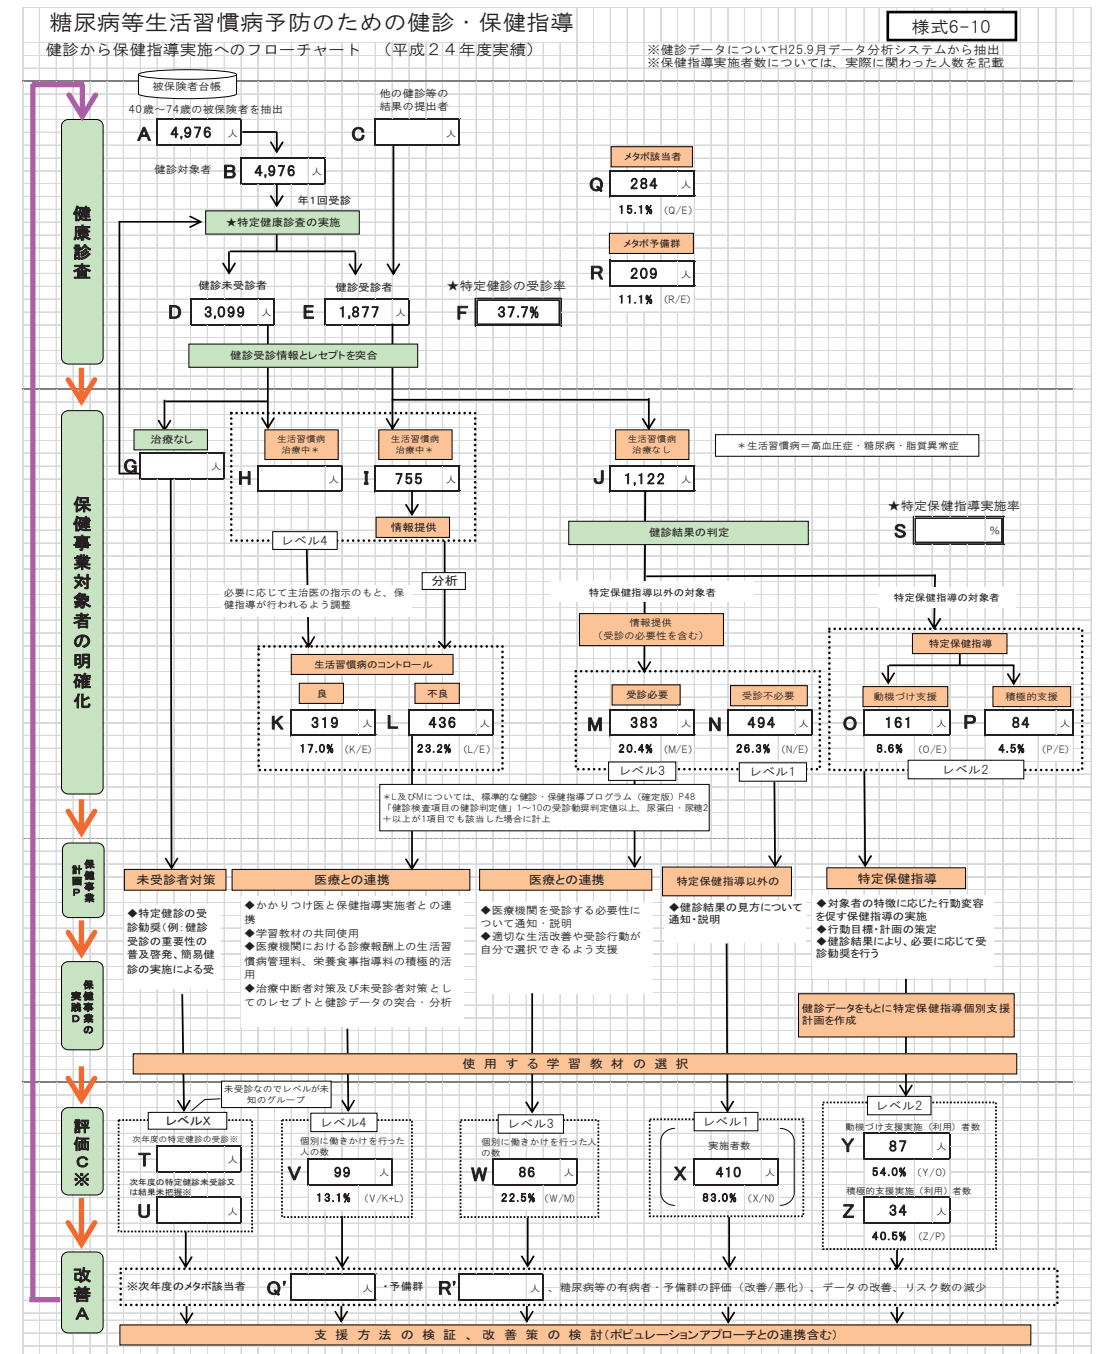 糖尿病等生活習慣病予防のための健診・保健指導
様式6-10
健診から保健指導実施へのフローチャート　（平成２４年度実績）
※健診データについてH25.9月データ分析システムから抽出
※保健指導実施者数については、実際に関わった人数を記載
被保険者台帳
40歳～74歳の被保険者を抽出
A 4,976 人
他の健診等の
結果の提出者
C 人
健診対象者 B 4,976 人
年1回受診
★特定健康診査の実施
メタボ該当者
Q 284 人
15.1% (Q/E)
メタボ予備群
R 209 人
11.1% (R/E)
健康診査
健診未受診者
D 3,099 人
健診受診者
E 1,877 人
★特定健診の受診率
F 37.7%
健診受診情報とレセプトを突合
保健事業対象者の明確化
治療なし
G 人
生活習慣病
治療中＊
H 人
生活習慣病
治療中＊
I 755 人
情報提供
レベル4
生活習慣病
治療なし
J 1,122 人
＊生活習慣病＝高血圧症・糖尿病・脂質異常症
★特定保健指導実施率
S %
健診結果の判定
分析
必要に応じて主治医の指示のもと、保
健指導が行われるよう調整
特定保健指導以外の対象者
特定保健指導の対象者
情報提供
（受診の必要性を含む）
特定保健指導
生活習慣病のコントロール
良
K 319 人
17.0% (K/E)
不良
L 436 人
23.2% (L/E)
受診必要
M 383 人
20.4% (M/E)
レベル3
受診不必要
N 494 人
26.3% (N/E)
レベル1
動機づけ支援
O 161 人
8.6% (O/E)
積極的支援
P 84 人
4.5% (P/E)
レベル2
＊L及びMについては、標準的な健診・保健指導プログラム（確定版）P48
「健診検査項目の健診判定値」1～10の受診勧奨判定値以上、尿蛋白・尿糖2
＋以上が1項目でも該当した場合に計上
保健事業
計画P
未受診者対策
医療との連携
医療との連携
特定保健指導以外の
特定保健指導
◆特定健診の受
診勧奨（例：健診
受診の重要性の
普及啓発、簡易健
診の実施による受
◆かかりつけ医と保健指導実施者との連
携
◆学習教材の共同使用
◆医療機関における診療報酬上の生活習
慣病管理料、栄養食事指導料の積極的活
用
◆治療中断者対策及び未受診者対策とし
てのレセプトと健診データの突合・分析
◆医療機関を受診する必要性に
ついて通知・説明
◆適切な生活改善や受診行動が
自分で選択できるよう支援
◆健診結果の見方について
通知・説明
◆対象者の特徴に応じた行動変容
を促す保健指導の実施
◆行動目標・計画の策定
◆健診結果により、必要に応じて受
診勧奨を行う
保健事業の
実践D
健診データをもとに特定保健指導個別支援
計画を作成
使用する学習教材の選択
評価C※
未受診なのでレベルが未
知のグループ
レベルX
次年度の特定健診の受診※
T 人
次年度の特定健診未受診又
は結果未把握※
U 人
レベル4
個別に働きかけを行った
人の数
V 99 人
13.1% (V/K+L)
レベル3
個別に働きかけを行った人
の数
W 86 人
22.5% (W/M)
レベル1
実施者数
X 410 人
83.0% (X/N)
レベル2
動機づけ支援実施（利用）者数
Y 87 人
54.0% (Y/O)
積極的支援実施（利用）者数
Z 34 人
40.5% (Z/P)
改善A
※次年度のメタボ該当者 Q' 人 ・予備群 R' 人 、糖尿病等の有病者・予備群の評価（改善/悪化）、データの改善、リスク数の減少
支援方法の検証、改善策の検討(ポピュレーションアプローチとの連携含む)